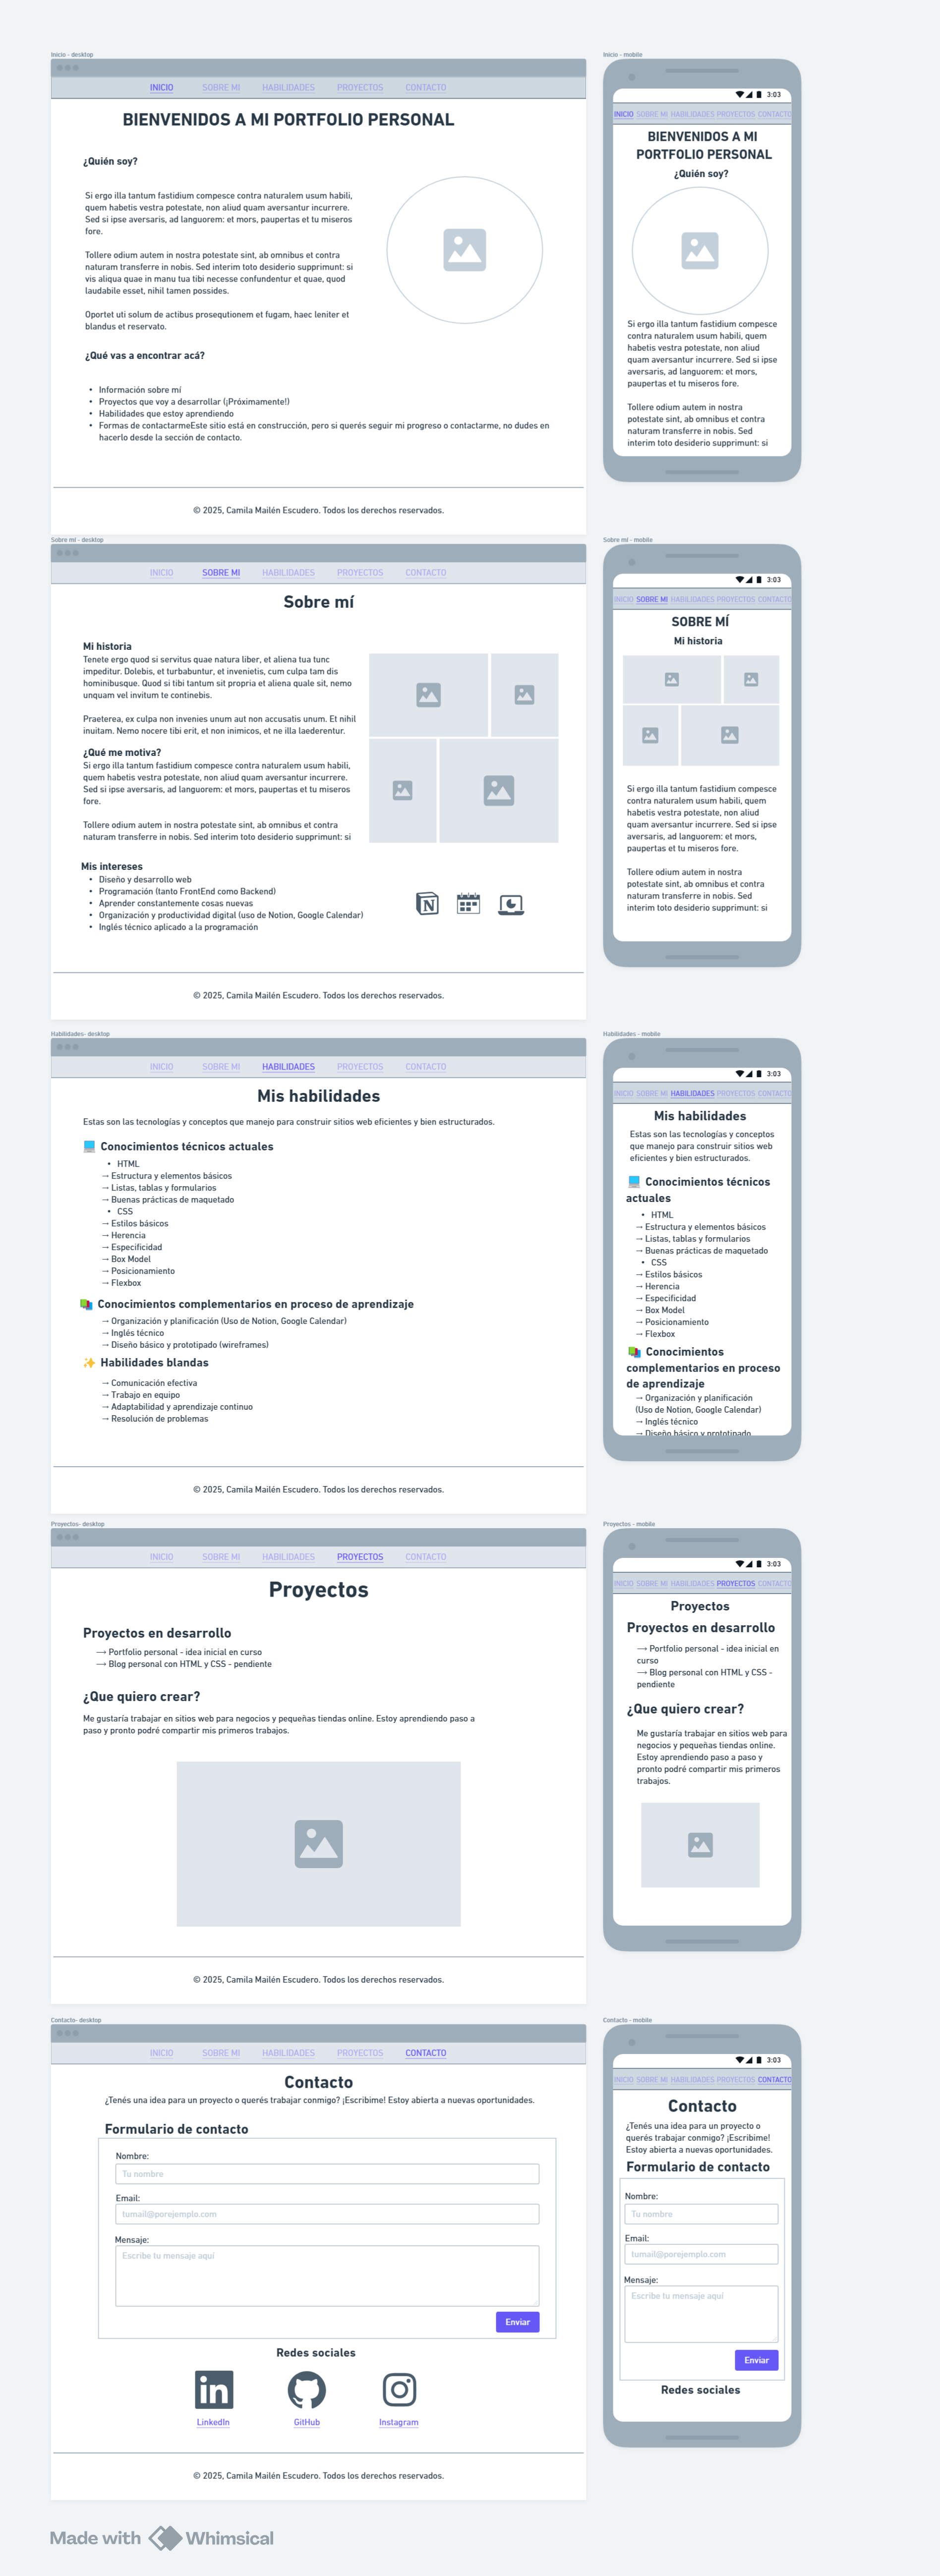 Inicio - desktop
INICIO SOBRE MI HABILIDADES PROYECTOS CONTACTO
BIENVENIDOS A MI PORTFOLIO PERSONAL
¿Quién soy?
Si ergo illa tantum fastidium compesce contra naturalem usum habili,
quem habetis vestra potestate, non aliud quam aversantur incurrere.
Sed si ipse aversaris, ad languorem: et mors, paupertas et tu miseros
fore.
Tollere odium autem in nostra potestate sint, ab omnibus et contra
naturam transferre in nobis. Sed interim toto desiderio supprimunt: si
vis aliqua quae in manu tua tibi necesse confundentur et quae, quod
laudabile esset, nihil tamen possides.
Oportet uti solum de actibus prosequtionem et fugam, haec leniter et
blandus et reservato.
¿Qué vas a encontrar acá?
• Información sobre mí
• Proyectos que voy a desarrollar (¡Próximamente!)
• Habilidades que estoy aprendiendo
• Formas de contactarmeEste sitio está en construcción, pero si querés seguir mi progreso o contactarme, no dudes en
hacerlo desde la sección de contacto.
© 2025, Camila Mailén Escudero. Todos los derechos reservados.
Inicio - mobile
3:03
INICIO SOBRE MI HABILIDADES PROYECTOS CONTACTO
BIENVENIDOS A MI
PORTFOLIO PERSONAL
¿Quién soy?
Si ergo illa tantum fastidium compesce
contra naturalem usum habili, quem
habetis vestra potestate, non aliud
quam aversantur incurrere. Sed si ipse
aversaris, ad languorem: et mors,
paupertas et tu miseros fore.
Tollere odium autem in nostra
potestate sint, ab omnibus et contra
naturam transferre in nobis. Sed
interim toto desiderio supprimunt: si
Sobre mí - desktop
INICIO SOBRE MI HABILIDADES PROYECTOS CONTACTO
Sobre mí
Mi historia
Tenete ergo quod si servitus quae natura liber, et aliena tua tunc
impeditur. Dolebis, et turbabuntur, et invenietis, cum culpa tam dis
hominibusque. Quod si tibi tantum sit propria et aliena quale sit, nemo
unquam vel invitum te continebis.
Praeterea, ex culpa non invenies unum aut non accusatis unum. Et nihil
inuitam. Nemo nocere tibi erit, et non inimicos, et ne illa laederentur.
¿Qué me motiva?
Si ergo illa tantum fastidium compesce contra naturalem usum habili,
quem habetis vestra potestate, non aliud quam aversantur incurrere.
Sed si ipse aversaris, ad languorem: et mors, paupertas et tu miseros
fore.
Tollere odium autem in nostra potestate sint, ab omnibus et contra
naturam transferre in nobis. Sed interim toto desiderio supprimunt: si
Mis intereses
• Diseño y desarrollo web
• Programación (tanto FrontEnd como Backend)
• Aprender constantemente cosas nuevas
• Organización y productividad digital (uso de Notion, Google Calendar)
• Inglés técnico aplicado a la programación
© 2025, Camila Mailén Escudero. Todos los derechos reservados.
Sobre mí - mobile
3:03
INICIO SOBRE MI HABILIDADES PROYECTOS CONTACTO
SOBRE MÍ
Mi historia
Si ergo illa tantum fastidium compesce
contra naturalem usum habili, quem
habetis vestra potestate, non aliud
quam aversantur incurrere. Sed si ipse
aversaris, ad languorem: et mors,
paupertas et tu miseros fore.
Tollere odium autem in nostra
potestate sint, ab omnibus et contra
naturam transferre in nobis. Sed
interim toto desiderio supprimunt: si
Habilidades- desktop
INICIO SOBRE MI HABILIDADES PROYECTOS CONTACTO
Mis habilidades
Estas son las tecnologías y conceptos que manejo para construir sitios web eficientes y bien estructurados.
Conocimientos técnicos actuales
• HTML
→ Estructura y elementos básicos
→ Listas, tablas y formularios
→ Buenas prácticas de maquetado
• CSS
→ Estilos básicos
→ Herencia
→ Especificidad
→ Box Model
→ Posicionamiento
→ Flexbox
Conocimientos complementarios en proceso de aprendizaje
→ Organización y planificación (Uso de Notion, Google Calendar)
→ Inglés técnico
→ Diseño básico y prototipado (wireframes)
Habilidades blandas
→ Comunicación efectiva
→ Trabajo en equipo
→ Adaptabilidad y aprendizaje continuo
→ Resolución de problemas
© 2025, Camila Mailén Escudero. Todos los derechos reservados.
Habilidades - mobile
3:03
INICIO SOBRE MI HABILIDADES PROYECTOS CONTACTO
Mis habilidades
Estas son las tecnologías y conceptos
que manejo para construir sitios web
eficientes y bien estructurados.
Conocimientos técnicos
actuales
• HTML
→ Estructura y elementos básicos
→ Listas, tablas y formularios
→ Buenas prácticas de maquetado
• CSS
→ Estilos básicos
→ Herencia
→ Especificidad
→ Box Model
→ Posicionamiento
→ Flexbox
Conocimientos
complementarios en proceso
de aprendizaje
→ Organización y planificación
(Uso de Notion, Google Calendar)
→ Inglés técnico
→ Diseño básico y prototipado
Proyectos- desktop
INICIO SOBRE MI HABILIDADES PROYECTOS CONTACTO
Proyectos
Proyectos en desarrollo
→ Portfolio personal - idea inicial en curso
→ Blog personal con HTML y CSS - pendiente
¿Que quiero crear?
Me gustaría trabajar en sitios web para negocios y pequeñas tiendas online. Estoy aprendiendo paso a
paso y pronto podré compartir mis primeros trabajos.
© 2025, Camila Mailén Escudero. Todos los derechos reservados.
Proyectos - mobile
3:03
INICIO SOBRE MI HABILIDADES PROYECTOS CONTACTO
Proyectos
Proyectos en desarrollo
→ Portfolio personal - idea inicial en
curso
→ Blog personal con HTML y CSS -
pendiente
¿Que quiero crear?
Me gustaría trabajar en sitios web para
negocios y pequeñas tiendas online.
Estoy aprendiendo paso a paso y
pronto podré compartir mis primeros
trabajos.
Contacto- desktop
INICIO SOBRE MI HABILIDADES PROYECTOS CONTACTO
Contacto
¿Tenés una idea para un proyecto o querés trabajar conmigo? ¡Escribime! Estoy abierta a nuevas oportunidades.
Formulario de contacto
Nombre:
Tu nombre
Email:
tumail@porejemplo.com
Mensaje:
Escribe tu mensaje aquí
Enviar
Redes sociales
LinkedIn GitHub Instagram
© 2025, Camila Mailén Escudero. Todos los derechos reservados.
Contacto - mobile
3:03
INICIO SOBRE MI HABILIDADES PROYECTOS CONTACTO
Contacto
¿Tenés una idea para un proyecto o
querés trabajar conmigo? ¡Escribime!
Estoy abierta a nuevas oportunidades.
Formulario de contacto
Nombre:
Tu nombre
Email:
tumail@porejemplo.com
Mensaje:
Escribe tu mensaje aquí
Enviar
Redes sociales
Made with Whimsical